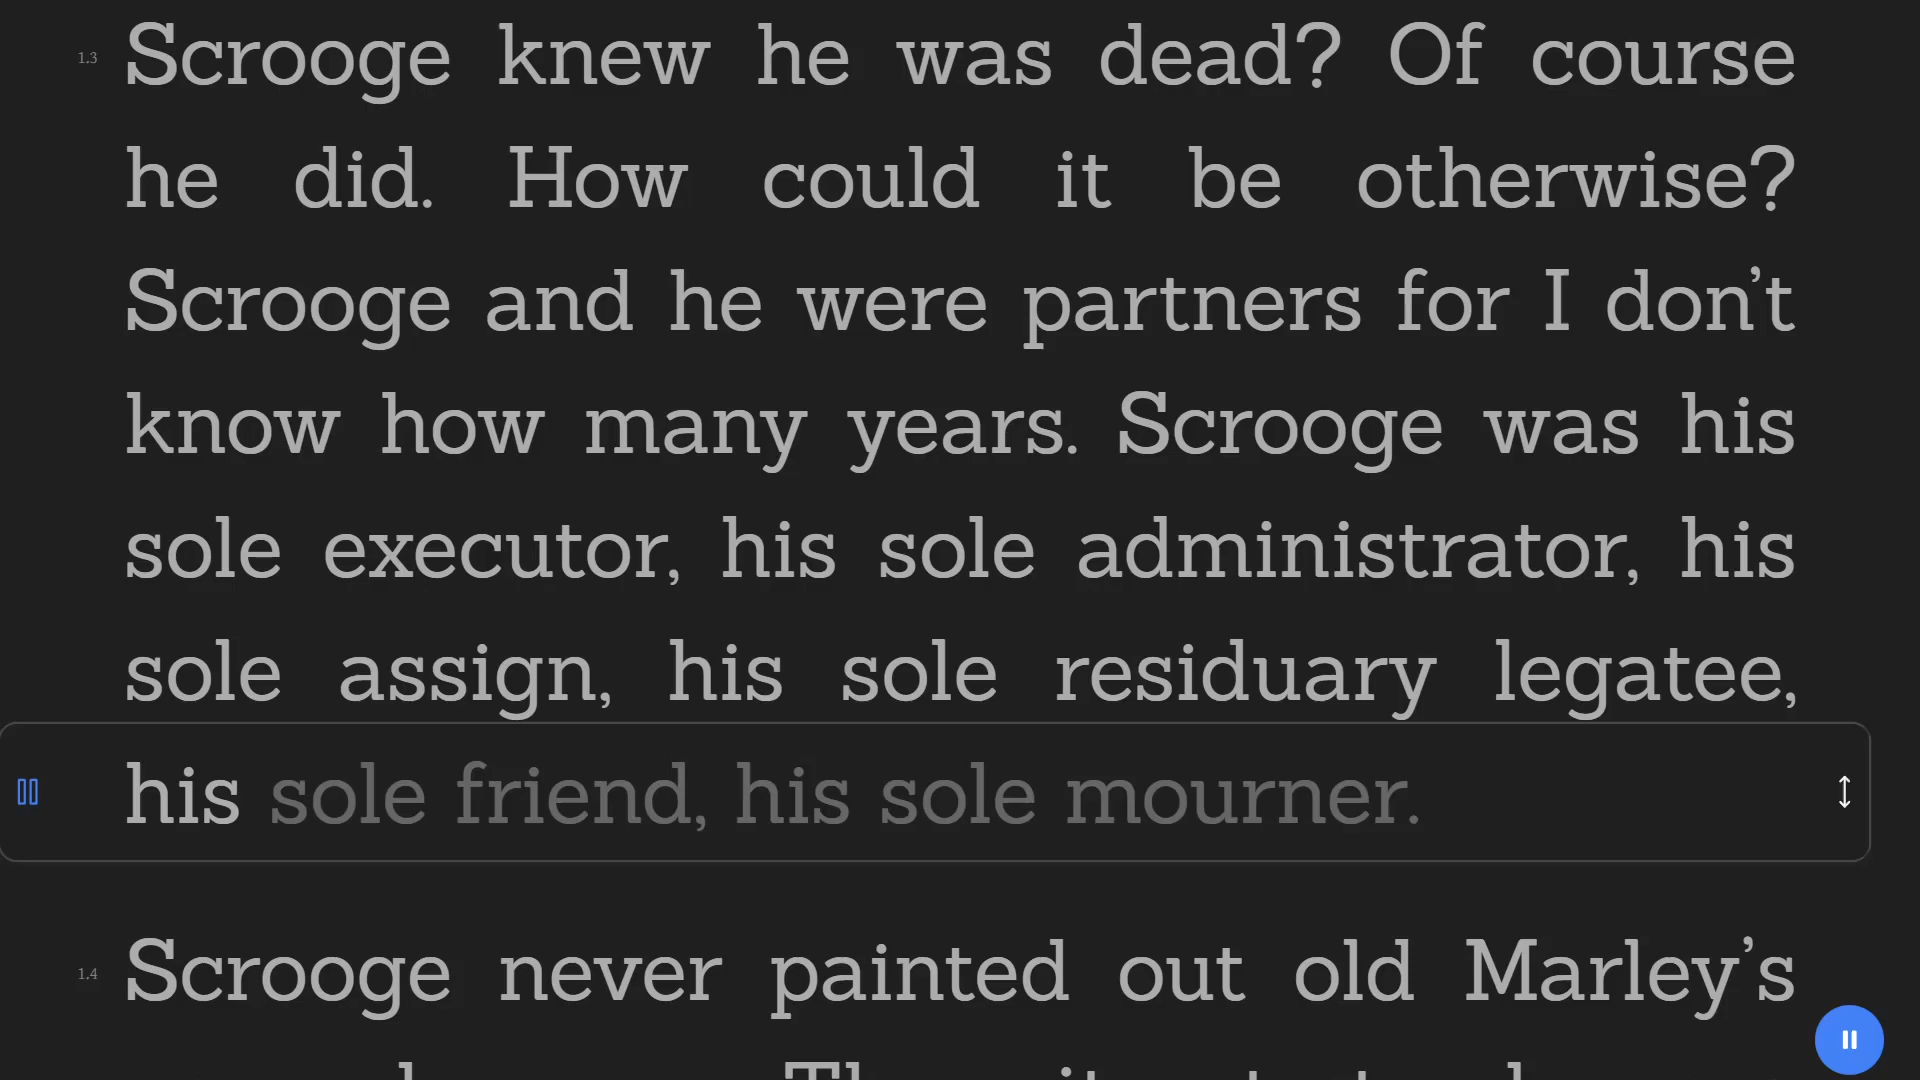 1.3 Scrooge knew he was dead? Of course
he did. How could it be otherwise?
Scrooge and he were partners for I don’t
know how many years. Scrooge was his
sole executor, his sole administrator, his
sole assign, his sole residuary legatee,
his sole friend, his sole mourner.
1.4 Scrooge never painted out old Marley’s